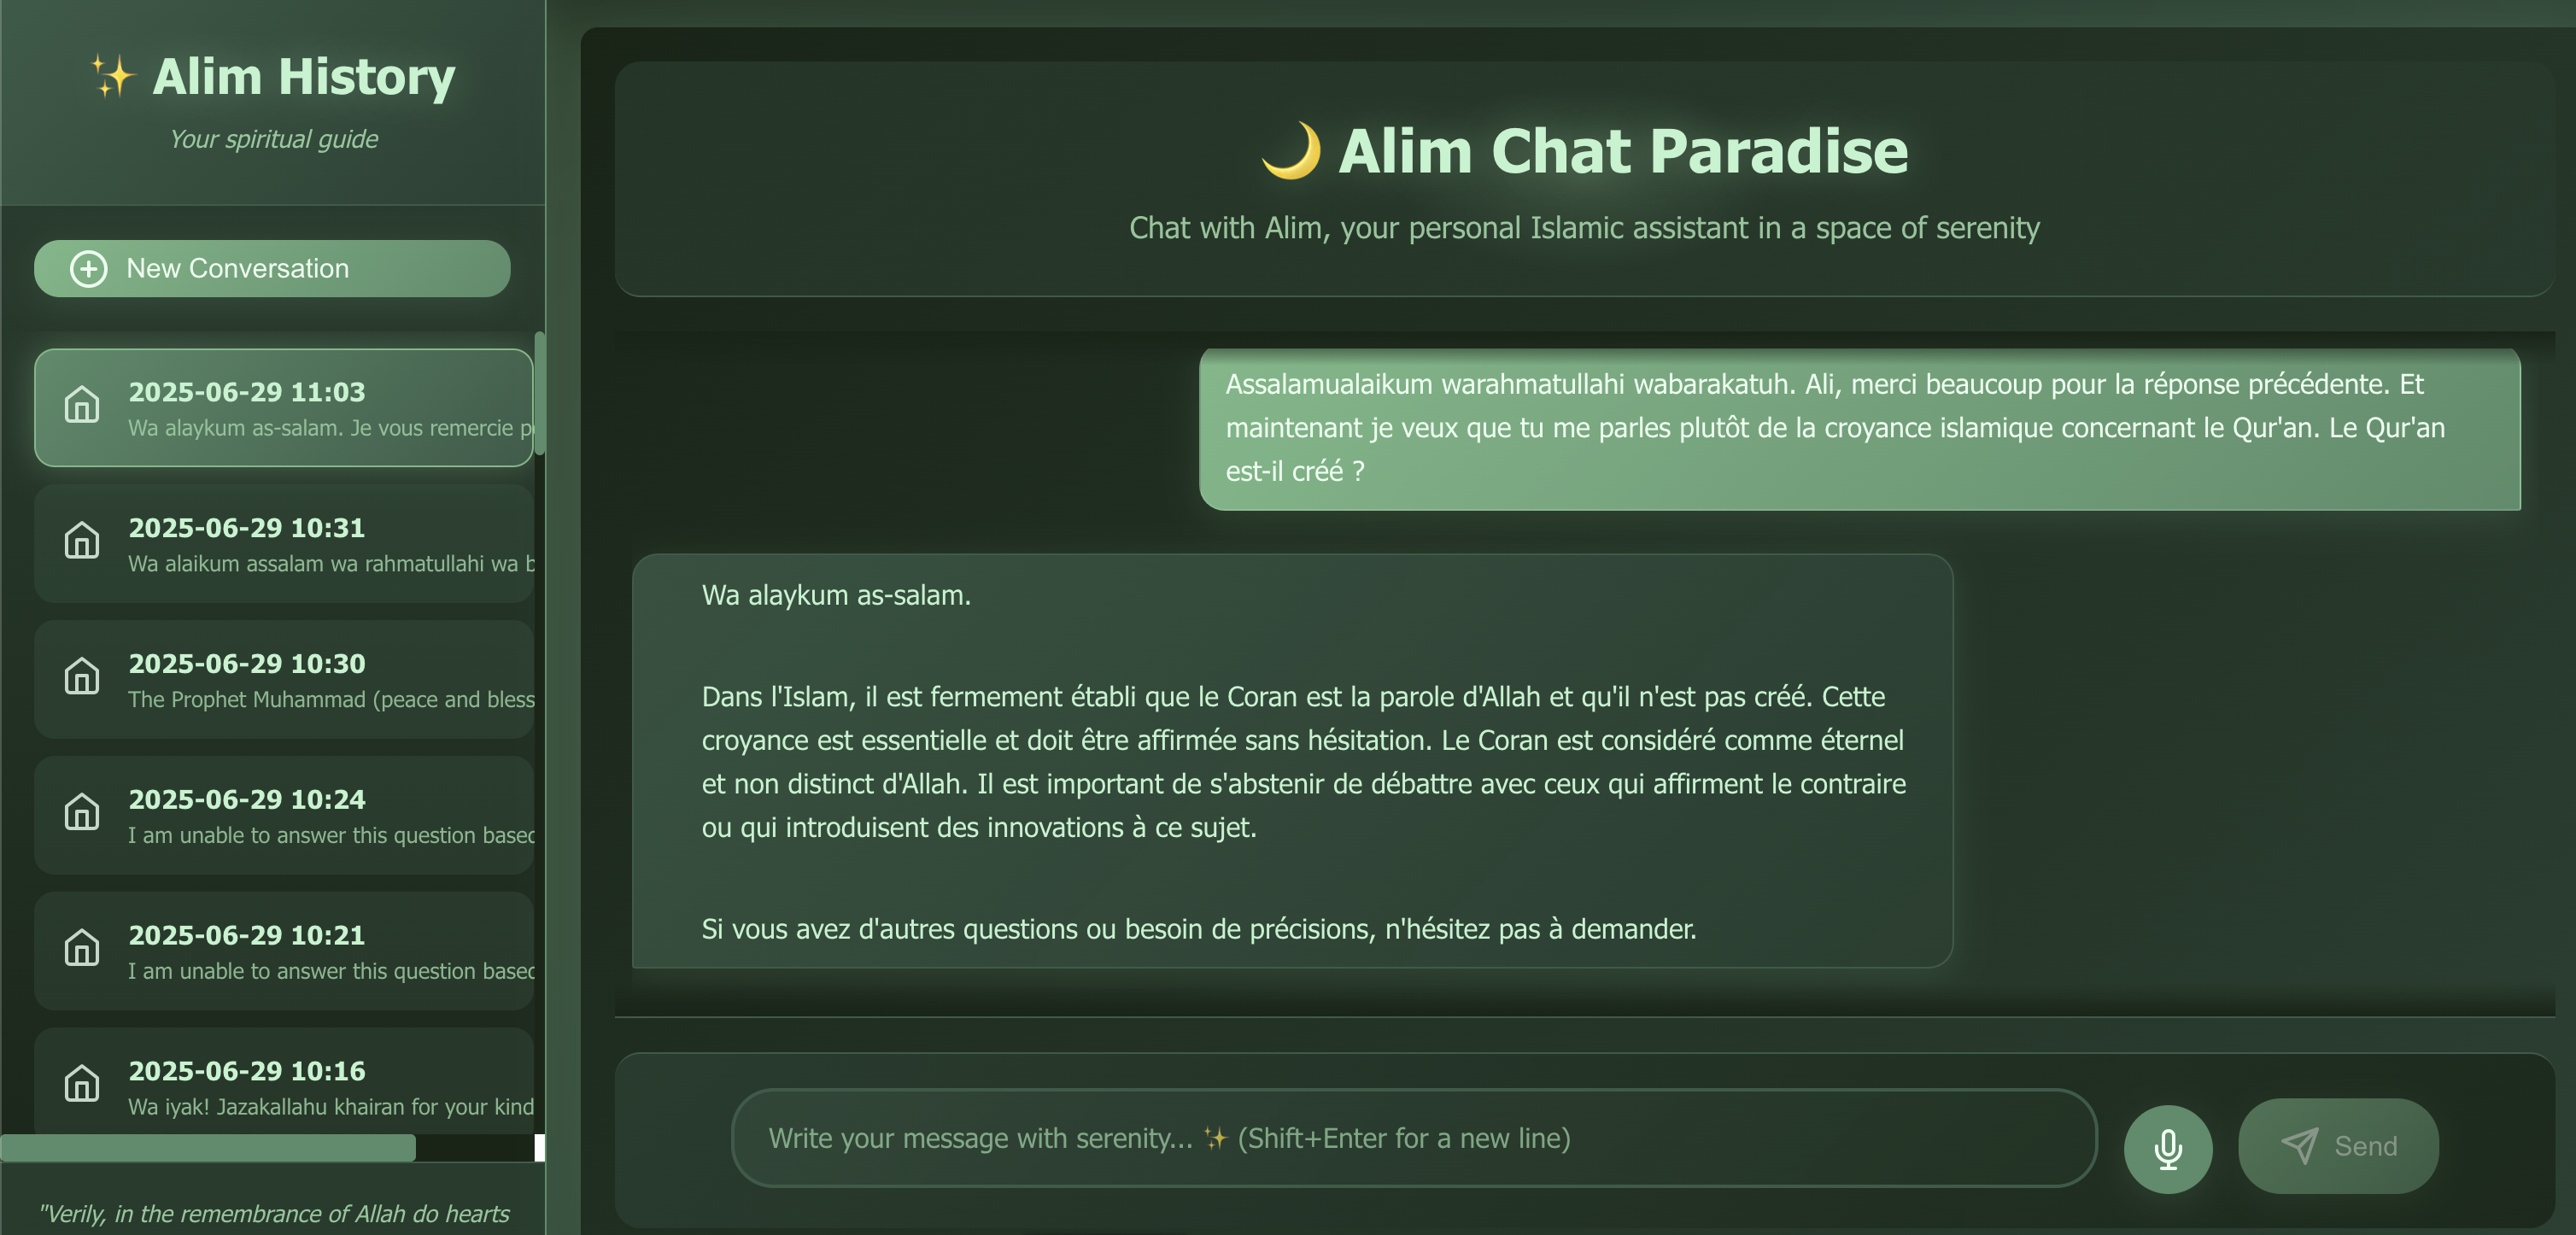 ✨ Alim History
Your spiritual guide
New Conversation
2025-06-29 11:03
Wa alaykum as-salam. Je vous remercie
2025-06-29 10:31
Wa alaikum assalam wa rahmatullahi wa
2025-06-29 10:30
The Prophet Muhammad (peace and bless
2025-06-29 10:24
I am unable to answer this question based
2025-06-29 10:21
I am unable to answer this question based
2025-06-29 10:16
Wa iyak! Jazakallahu khairan for your kind
"Verily, in the remembrance of Allah do hearts
🌙 Alim Chat Paradise
Chat with Alim, your personal Islamic assistant in a space of serenity
Assalamualaikum warahmatullahi wabarakatuh. Ali, merci beaucoup pour la réponse précédente. Et
maintenant je veux que tu me parles plutôt de la croyance islamique concernant le Qur'an. Le Qur'an
est-il créé ?
Wa alaykum as-salam.
Dans l'Islam, il est fermement établi que le Coran est la parole d'Allah et qu'il n'est pas créé. Cette
croyance est essentielle et doit être affirmée sans hésitation. Le Coran est considéré comme éternel
et non distinct d'Allah. Il est important de s'abstenir de débattre avec ceux qui affirment le contraire
ou qui introduisent des innovations à ce sujet.
Si vous avez d'autres questions ou besoin de précisions, n'hésitez pas à demander.
Write your message with serenity... ✨ (Shift+Enter for a new line)
Send